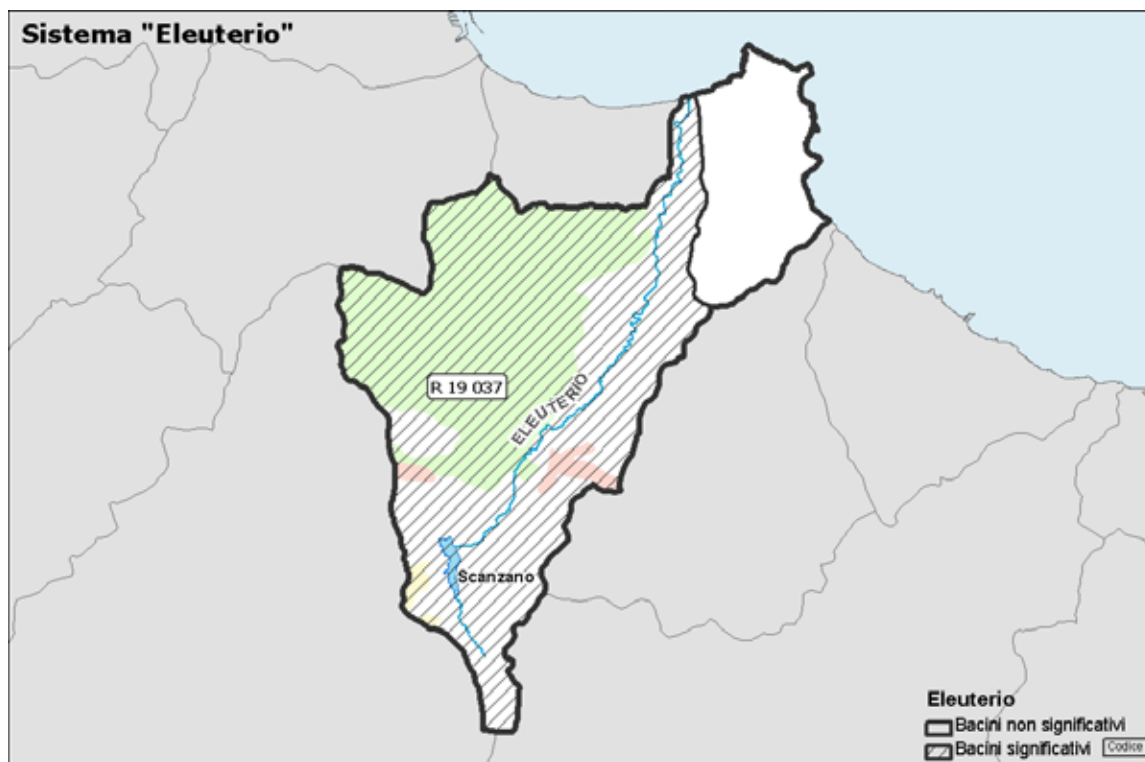 Sistema "Eleuterio"
R 19 037
ELEUTERIO
Scanzano
Eleuterio
Bacini non significativi
Bacini significativi Codice